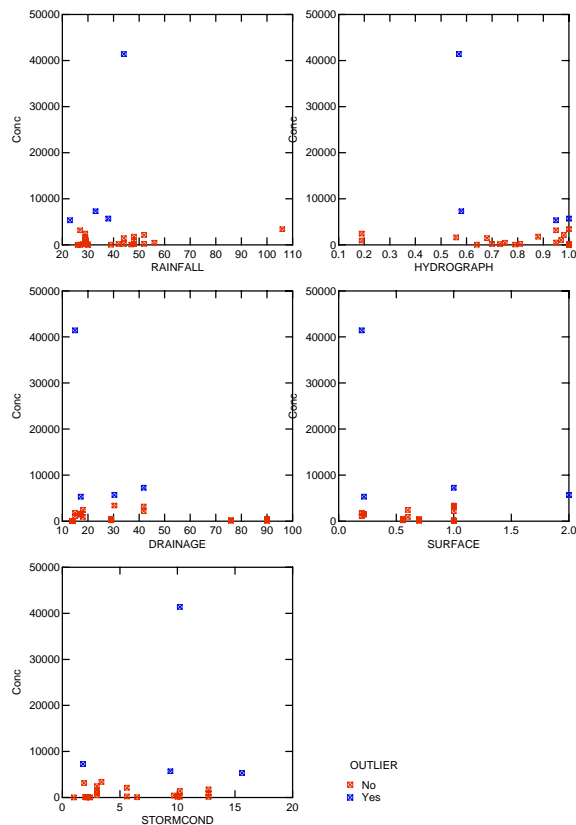 50000 50000
40000 40000
30000 30000
Conc Conc
20000 20000
10000 10000
0 0
20 30 40 50 60 70 80 90 100 110 0.1 0.2 0.3 0.4 0.5 0.6 0.7 0.8 0.9 1.0
RAINFALL HYDROGRAPH
50000 50000
40000 40000
30000 30000
Conc Conc
20000 20000
10000 10000
0 0
10 20 30 40 50 60 70 80 90 100 0.0 0.5 1.0 1.5 2.0
DRAINAGE SURFACE
50000
40000
30000
Conc
20000
10000
0
0 5 10 15 20
STORMCOND
OUTLIER
No
Yes